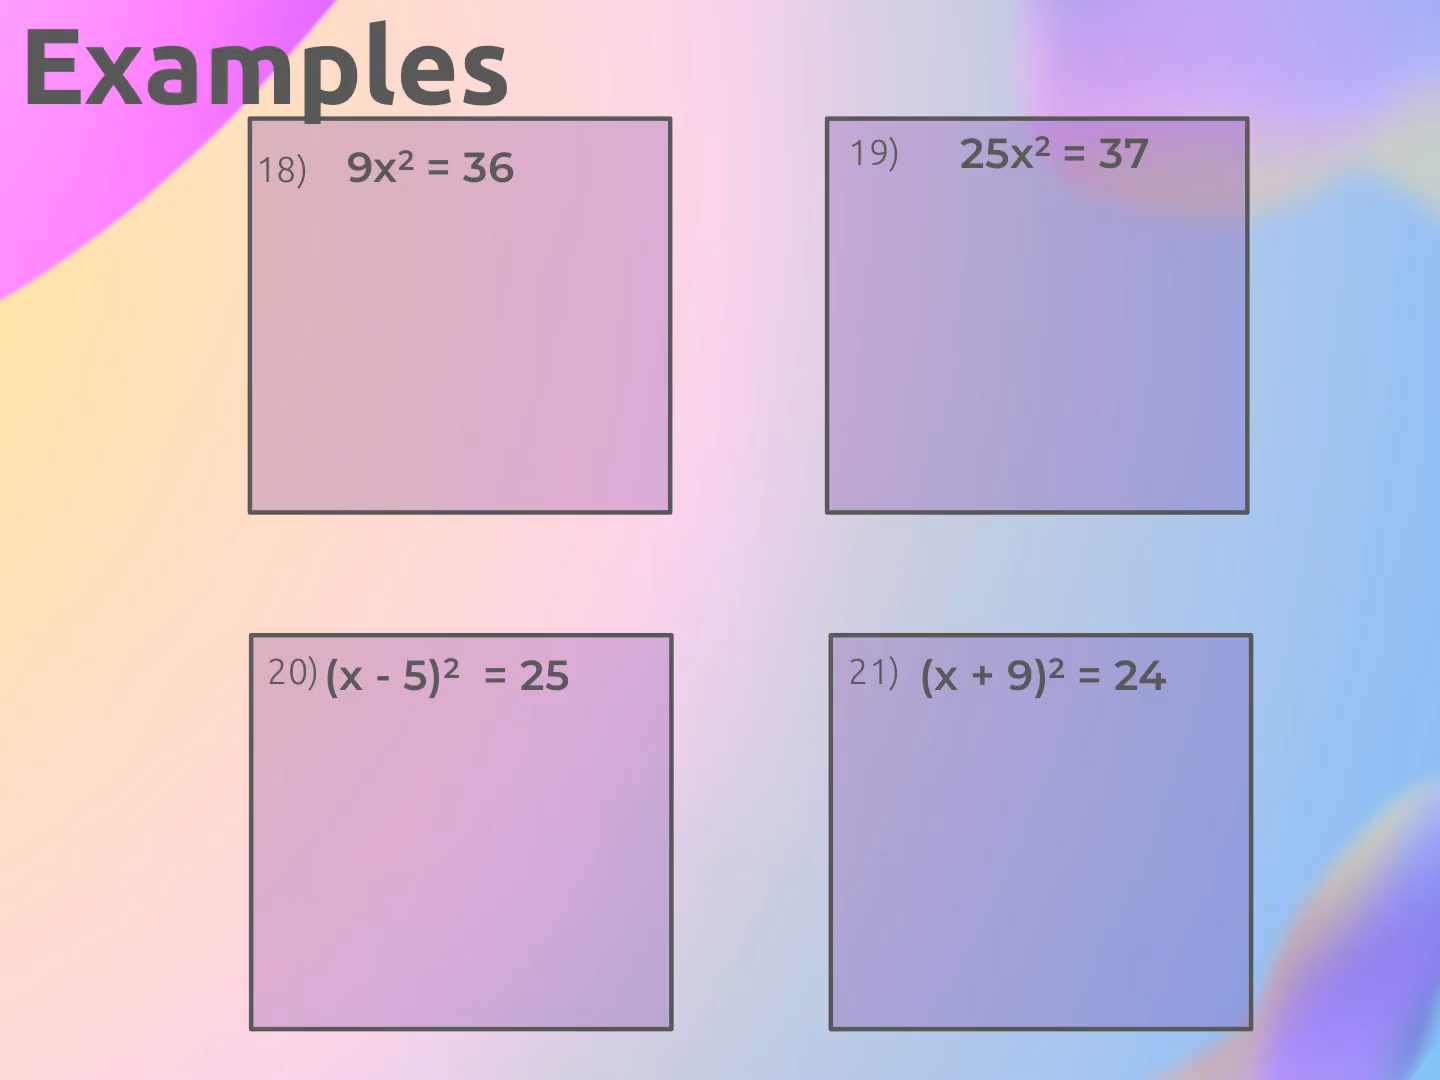 Examples
18) 9x² = 36
19) 25x² = 37
20) (x - 5)² = 25
21) (x + 9)² = 24